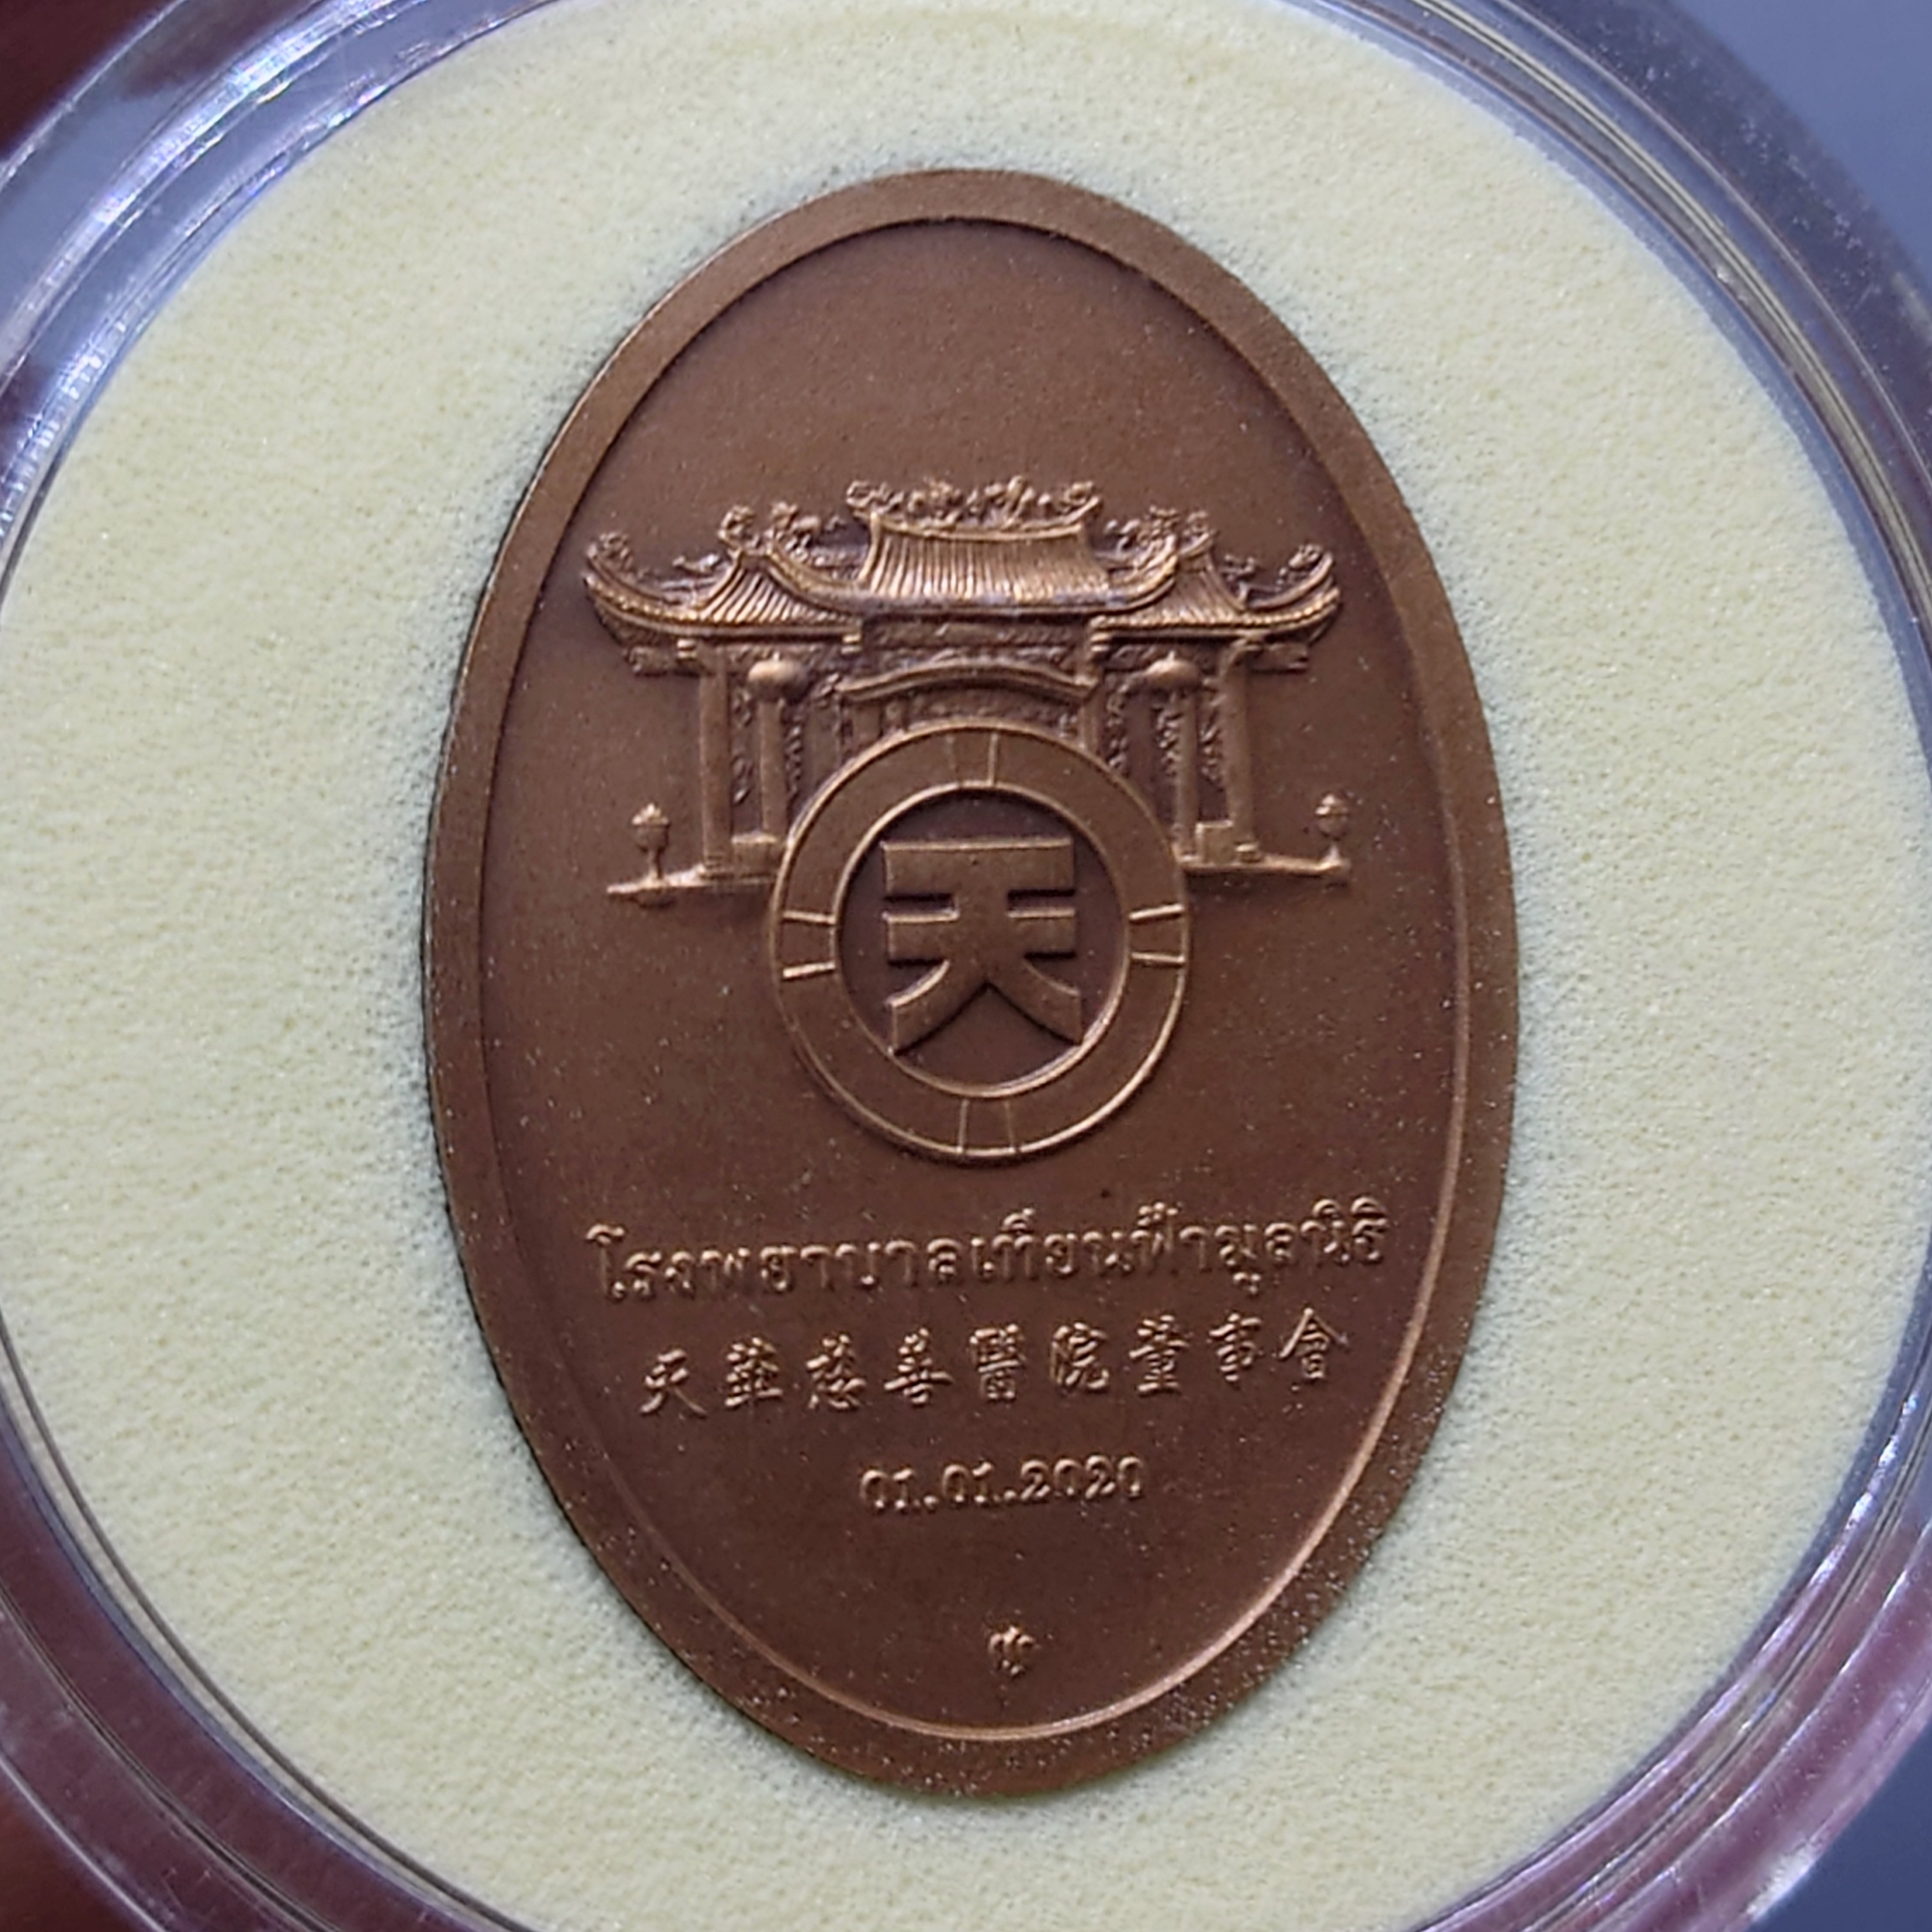 天
โรงพยาบาลเทียนฟ้ามูลนิธิ
天華慈善醫院董事會
01.01.2020